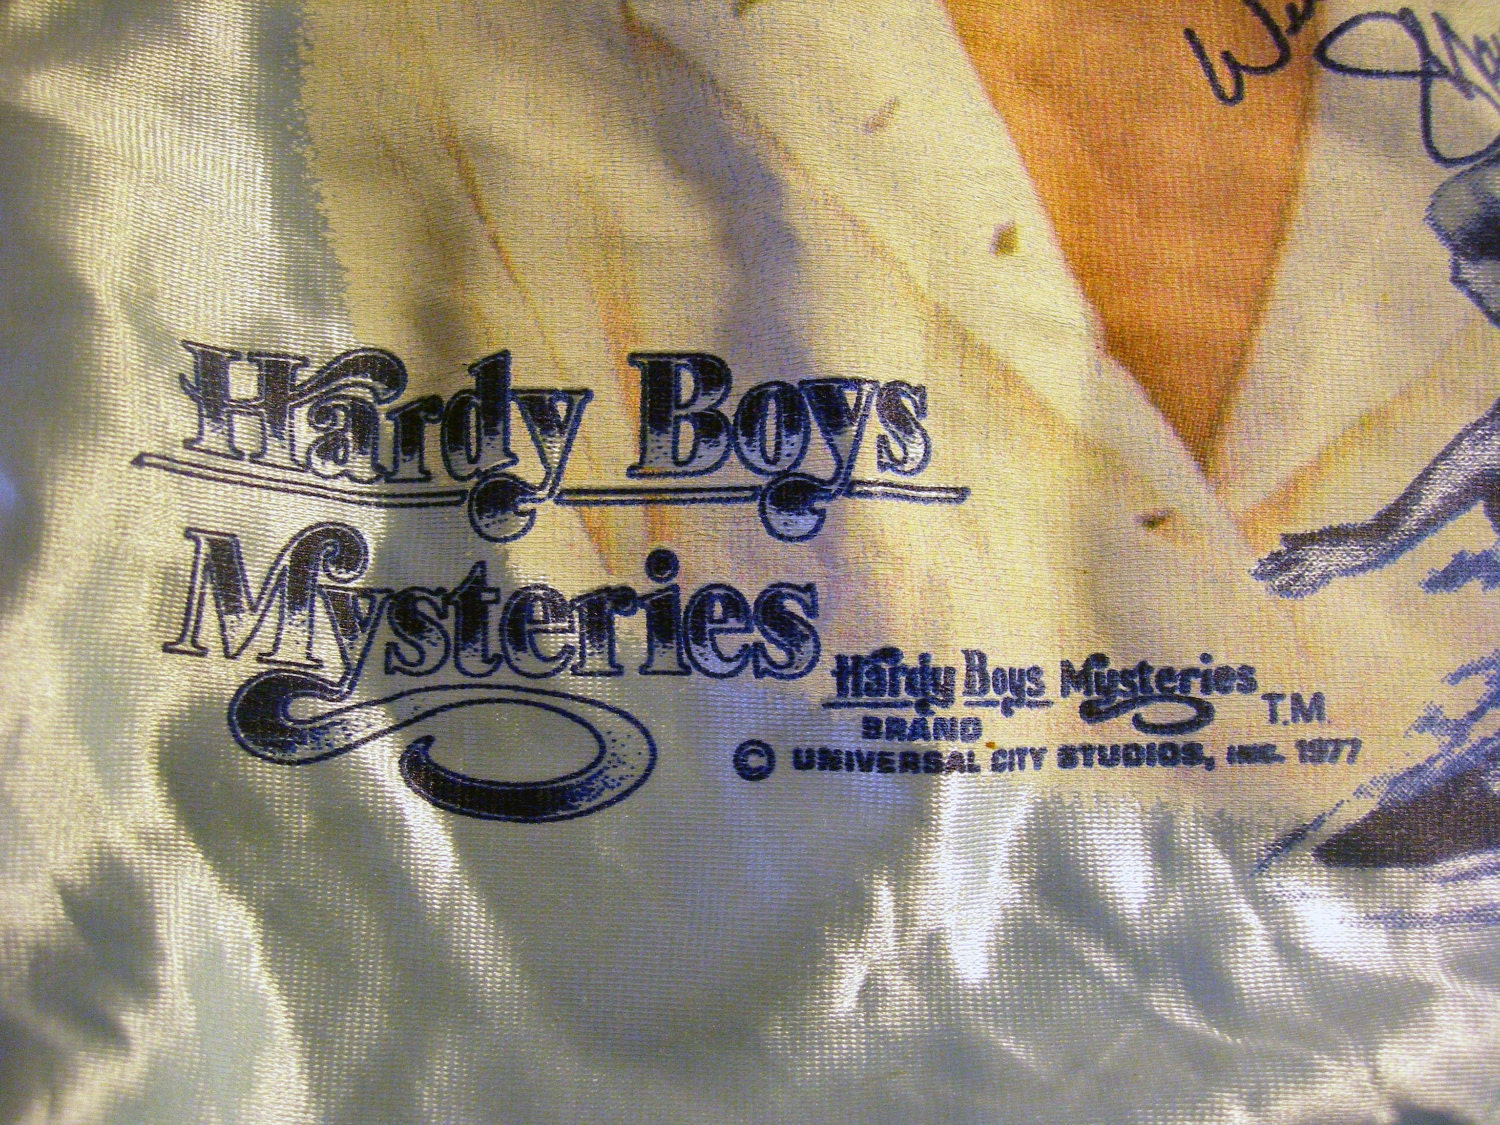 Hardy Boys
Mysteries
Hardy Boys Mysteries T.M.
BRAND
© UNIVERSAL CITY STUDIOS, INC. 1977